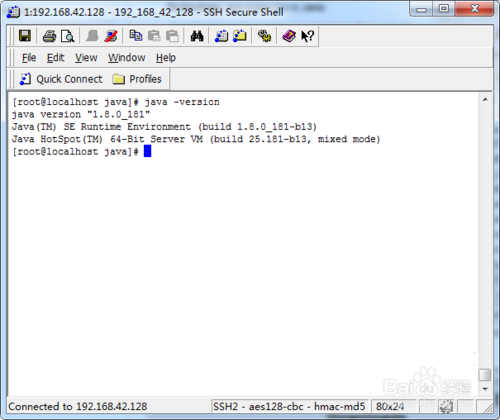 1:192.168.42.128 - 192_168_42_128 - SSH Secure Shell
File Edit View Window Help
Quick Connect Profiles
[root@localhost java]# java -version
java version "1.8.0_181"
Java(TM) SE Runtime Environment (build 1.8.0_181-b13)
Java HotSpot(TM) 64-Bit Server VM (build 25.181-b13, mixed mode)
[root@localhost java]#
Baidu 经验
Connected to 192.168.42.128 SSH2 - aes128-cbc - hmac-md5 80x24